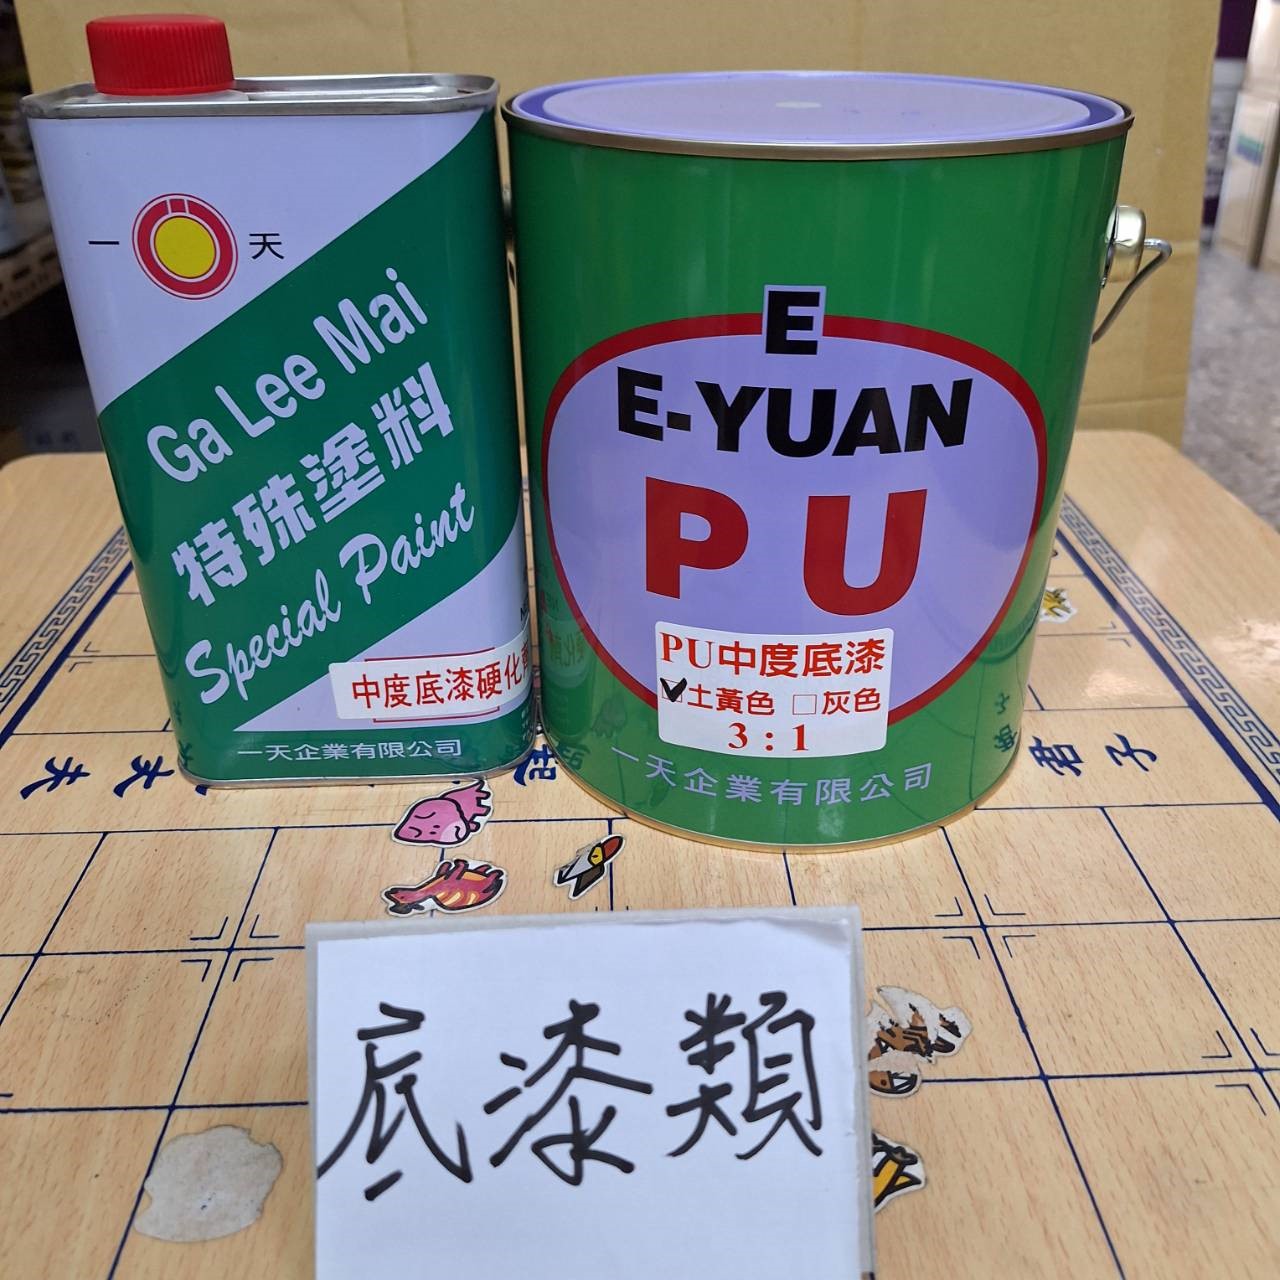 一 天
Ga Lee Mai
特殊塗料
Special Paint
中度底漆硬化
一天企業有限公司
E
E-YUAN
PU
PU中度底漆
土黃色 □灰色
3:1
一天企業有限公司
君子
底漆類